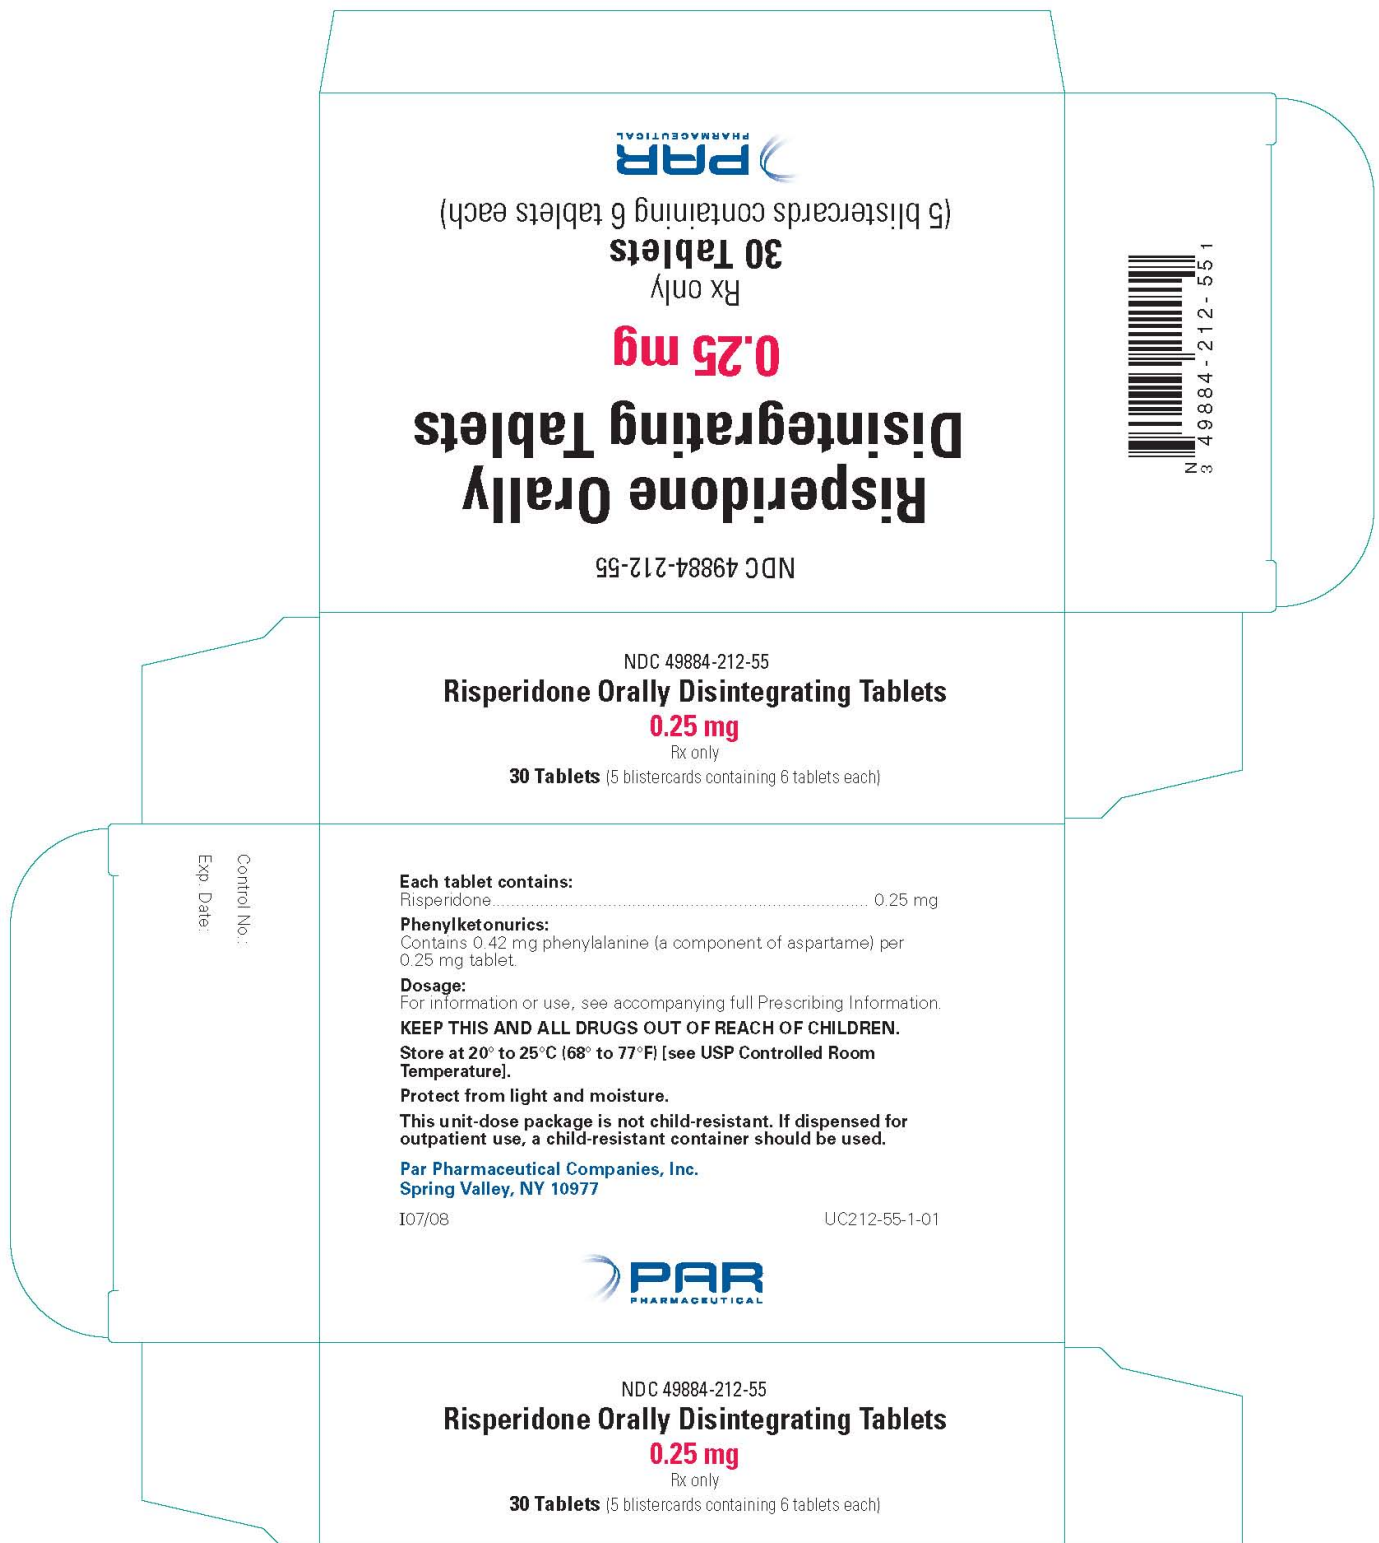 PAR
PHARMACEUTICAL
(5 blistercards containing 6 tablets each)
30 Tablets
Rx only
0.25 mg
Disintegrating Tablets
Risperidone Orally
NDC 49884-212-55
N
3 49884-212-55 1
NDC 49884-212-55
Risperidone Orally Disintegrating Tablets
0.25 mg
Rx only
30 Tablets (5 blistercards containing 6 tablets each)
Control No.:
Exp. Date:
Each tablet contains:
Risperidone.............................................................................. 0.25 mg
Phenylketonurics:
Contains 0.42 mg phenylalanine (a component of aspartame) per
0.25 mg tablet.
Dosage:
For information or use, see accompanying full Prescribing Information.
KEEP THIS AND ALL DRUGS OUT OF REACH OF CHILDREN.
Store at 20° to 25°C (68° to 77°F) [see USP Controlled Room
Temperature].
Protect from light and moisture.
This unit-dose package is not child-resistant. If dispensed for
outpatient use, a child-resistant container should be used.
Par Pharmaceutical Companies, Inc.
Spring Valley, NY 10977
I07/08 UC212-55-1-01
PAR
PHARMACEUTICAL
NDC 49884-212-55
Risperidone Orally Disintegrating Tablets
0.25 mg
Rx only
30 Tablets (5 blistercards containing 6 tablets each)